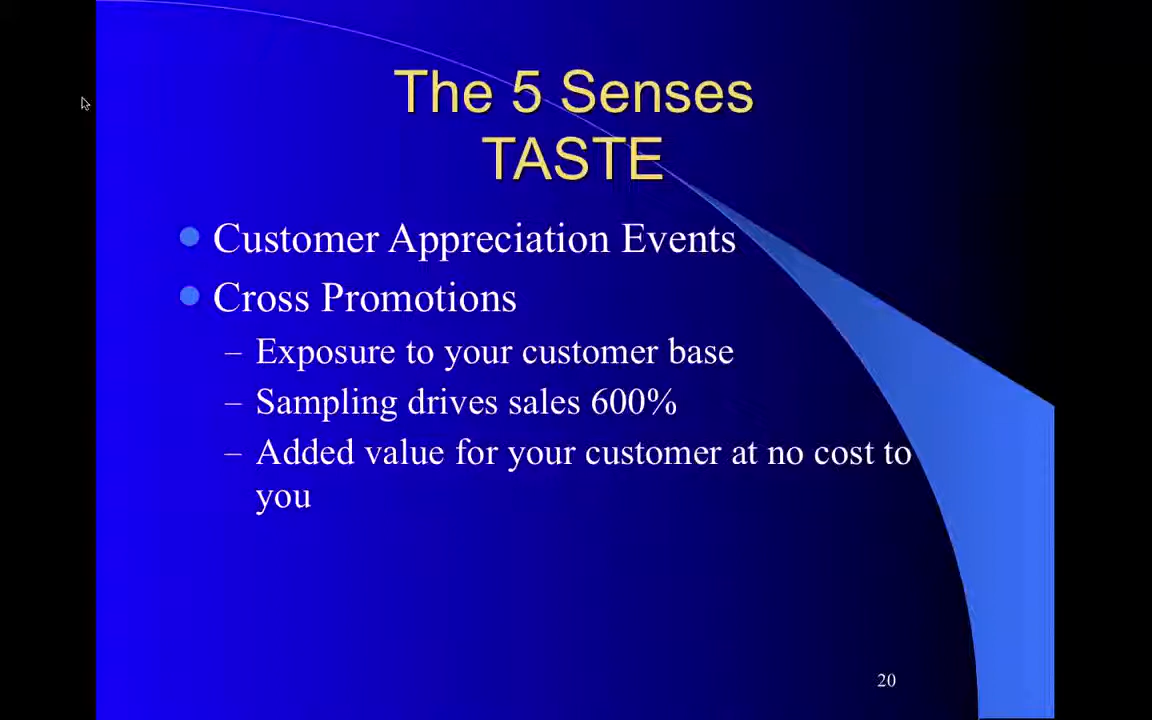 The 5 Senses
TASTE
Customer Appreciation Events
Cross Promotions
– Exposure to your customer base
– Sampling drives sales 600%
– Added value for your customer at no cost to
you
20